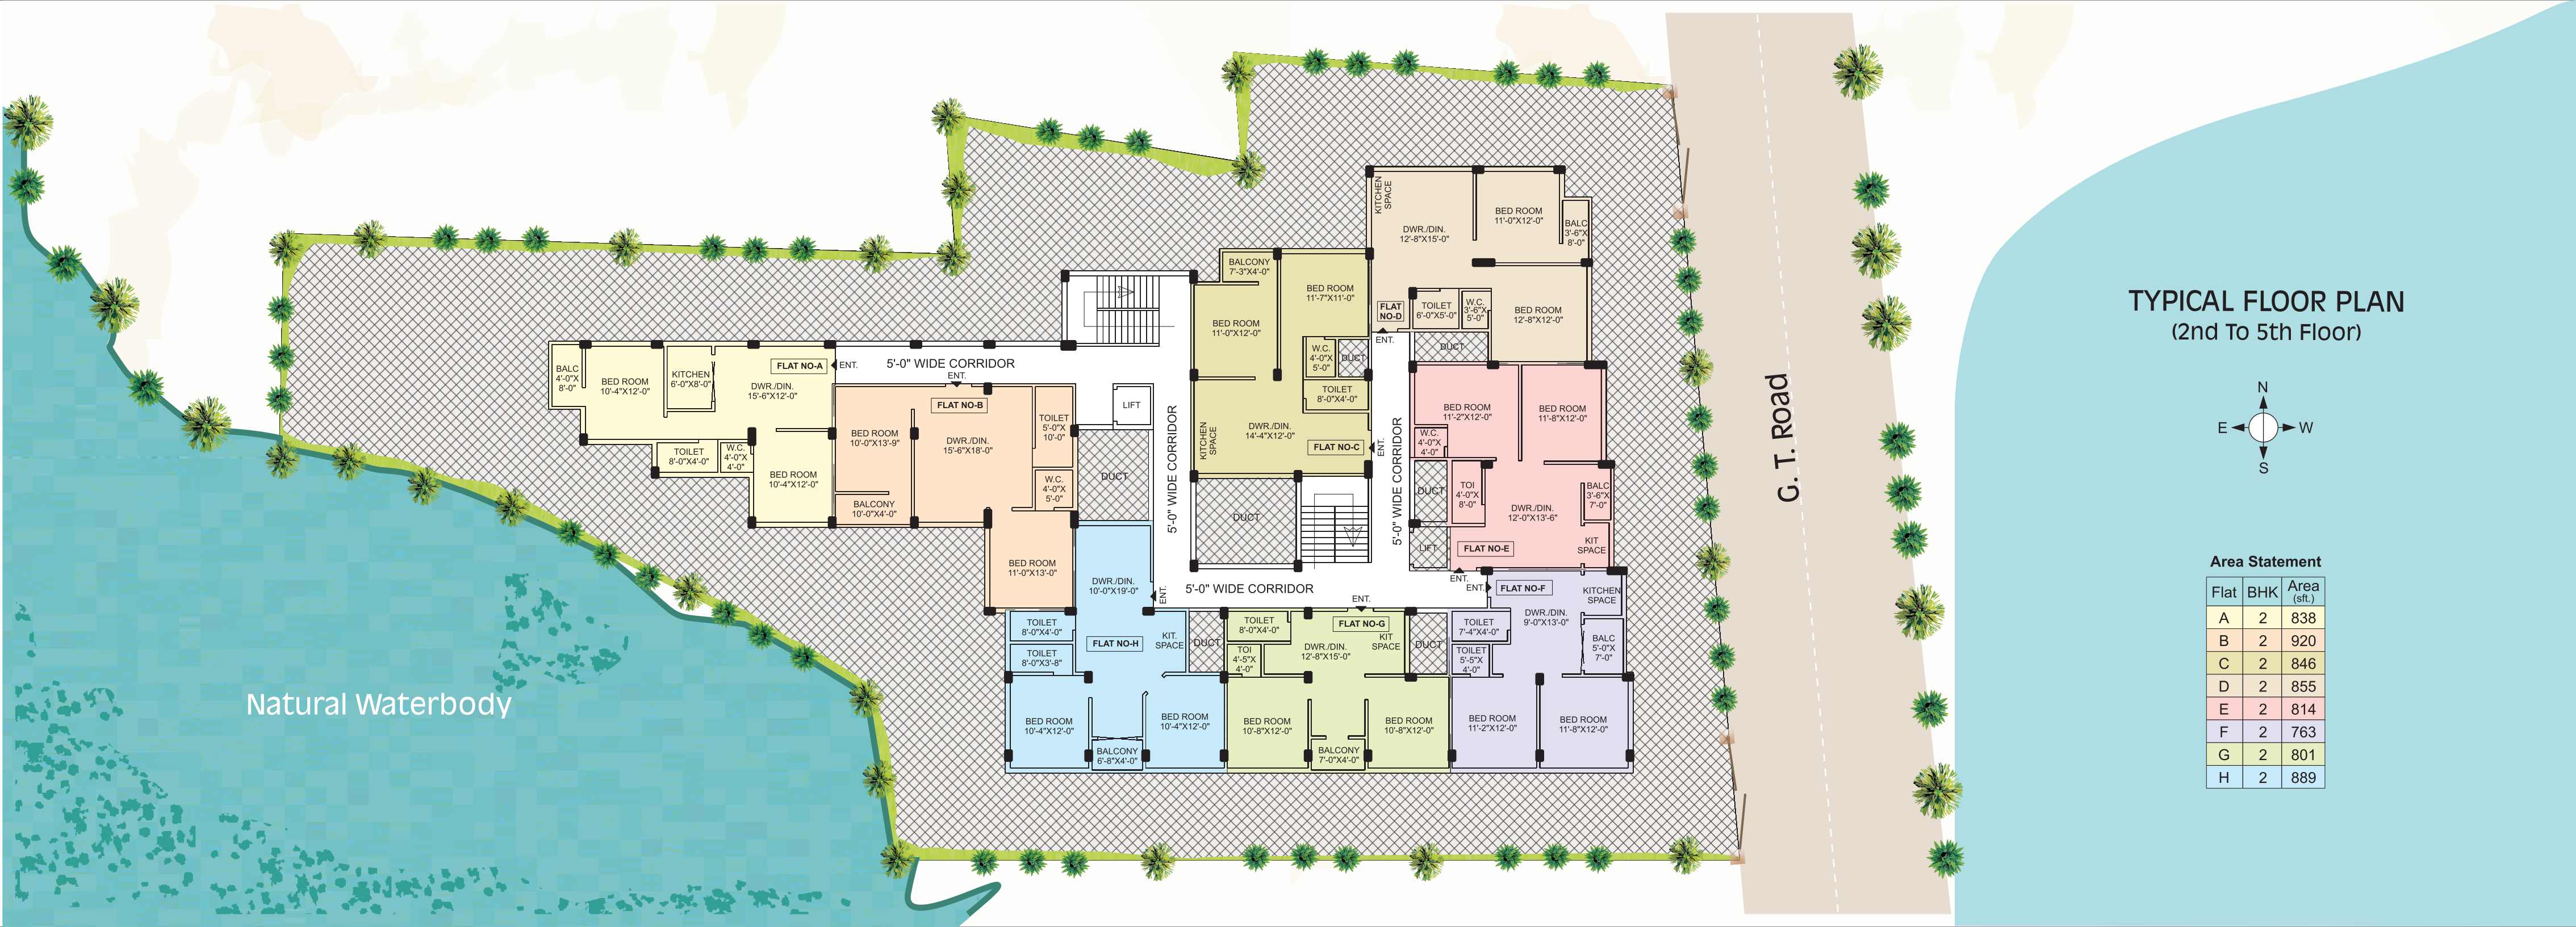 TYPICAL FLOOR PLAN
(2nd To 5th Floor)
N
E
W
S
Area Statement
Flat BHK Area
(sft.)
A 2 838
B 2 920
C 2 846
D 2 855
E 2 814
F 2 763
G 2 801
H 2 889
G. T. Road
Natural Waterbody
BALC
4'-0"X
8'-0"
BED ROOM
10'-4"X12'-0"
KITCHEN
6'-0"X8'-0"
FLAT NO-A
ENT.
DWR./DIN.
15'-6"X12'-0"
TOILET
8'-0"X4'-0"
W.C.
4'-0"X
4'-0"
BED ROOM
10'-4"X12'-0"
5'-0" WIDE CORRIDOR
ENT.
FLAT NO-B
BED ROOM
10'-0"X13'-9"
DWR./DIN.
15'-6"X18'-0"
TOILET
5'-0"X
10'-0"
W.C.
4'-0"X
5'-0"
BALCONY
10'-0"X4'-0"
BED ROOM
11'-0"X13'-0"
LIFT
DUCT
5'-0" WIDE CORRIDOR
BALCONY
7'-3"X4'-0"
BED ROOM
11'-7"X11'-0"
BED ROOM
11'-0"X12'-0"
W.C.
4'-0"X
5'-0"
DUCT
TOILET
8'-0"X4'-0"
KITCHEN
SPACE
DWR./DIN.
14'-4"X12'-0"
FLAT NO-C
ENT.
DUCT
5'-0" WIDE CORRIDOR
KITCHEN
SPACE
DWR./DIN.
12'-8"X15'-0"
BED ROOM
11'-0"X12'-0"
BALC
3'-6"X
8'-0"
FLAT
NO-D
ENT.
TOILET
6'-0"X5'-0"
W.C.
3'-6"X
5'-0"
BED ROOM
12'-8"X12'-0"
DUCT
BED ROOM
11'-2"X12'-0"
BED ROOM
11'-8"X12'-0"
W.C.
4'-0"X
4'-0"
DUCT
TOI
4'-0"X
8'-0"
BALC
3'-6"X
7'-0"
DWR./DIN.
12'-0"X13'-6"
LIFT
FLAT NO-E
KIT
SPACE
ENT.
ENT.
FLAT NO-F
KITCHEN
SPACE
DWR./DIN.
9'-0"X13'-0"
TOILET
7'-4"X4'-0"
TOILET
5'-5"X
4'-0"
BALC
5'-0"X
7'-0"
BED ROOM
11'-2"X12'-0"
BED ROOM
11'-8"X12'-0"
5'-0" WIDE CORRIDOR
ENT.
TOILET
8'-0"X4'-0"
FLAT NO-G
KIT
SPACE
DUCT
TOI
4'-5"X
4'-0"
DWR./DIN.
12'-8"X15'-0"
BED ROOM
10'-8"X12'-0"
BALCONY
7'-0"X4'-0"
BED ROOM
10'-8"X12'-0"
DWR./DIN.
10'-0"X19'-0"
ENT.
TOILET
8'-0"X4'-0"
FLAT NO-H
KIT.
SPACE
DUCT
TOILET
8'-0"X3'-8"
BED ROOM
10'-4"X12'-0"
BALCONY
6'-8"X4'-0"
BED ROOM
10'-4"X12'-0"